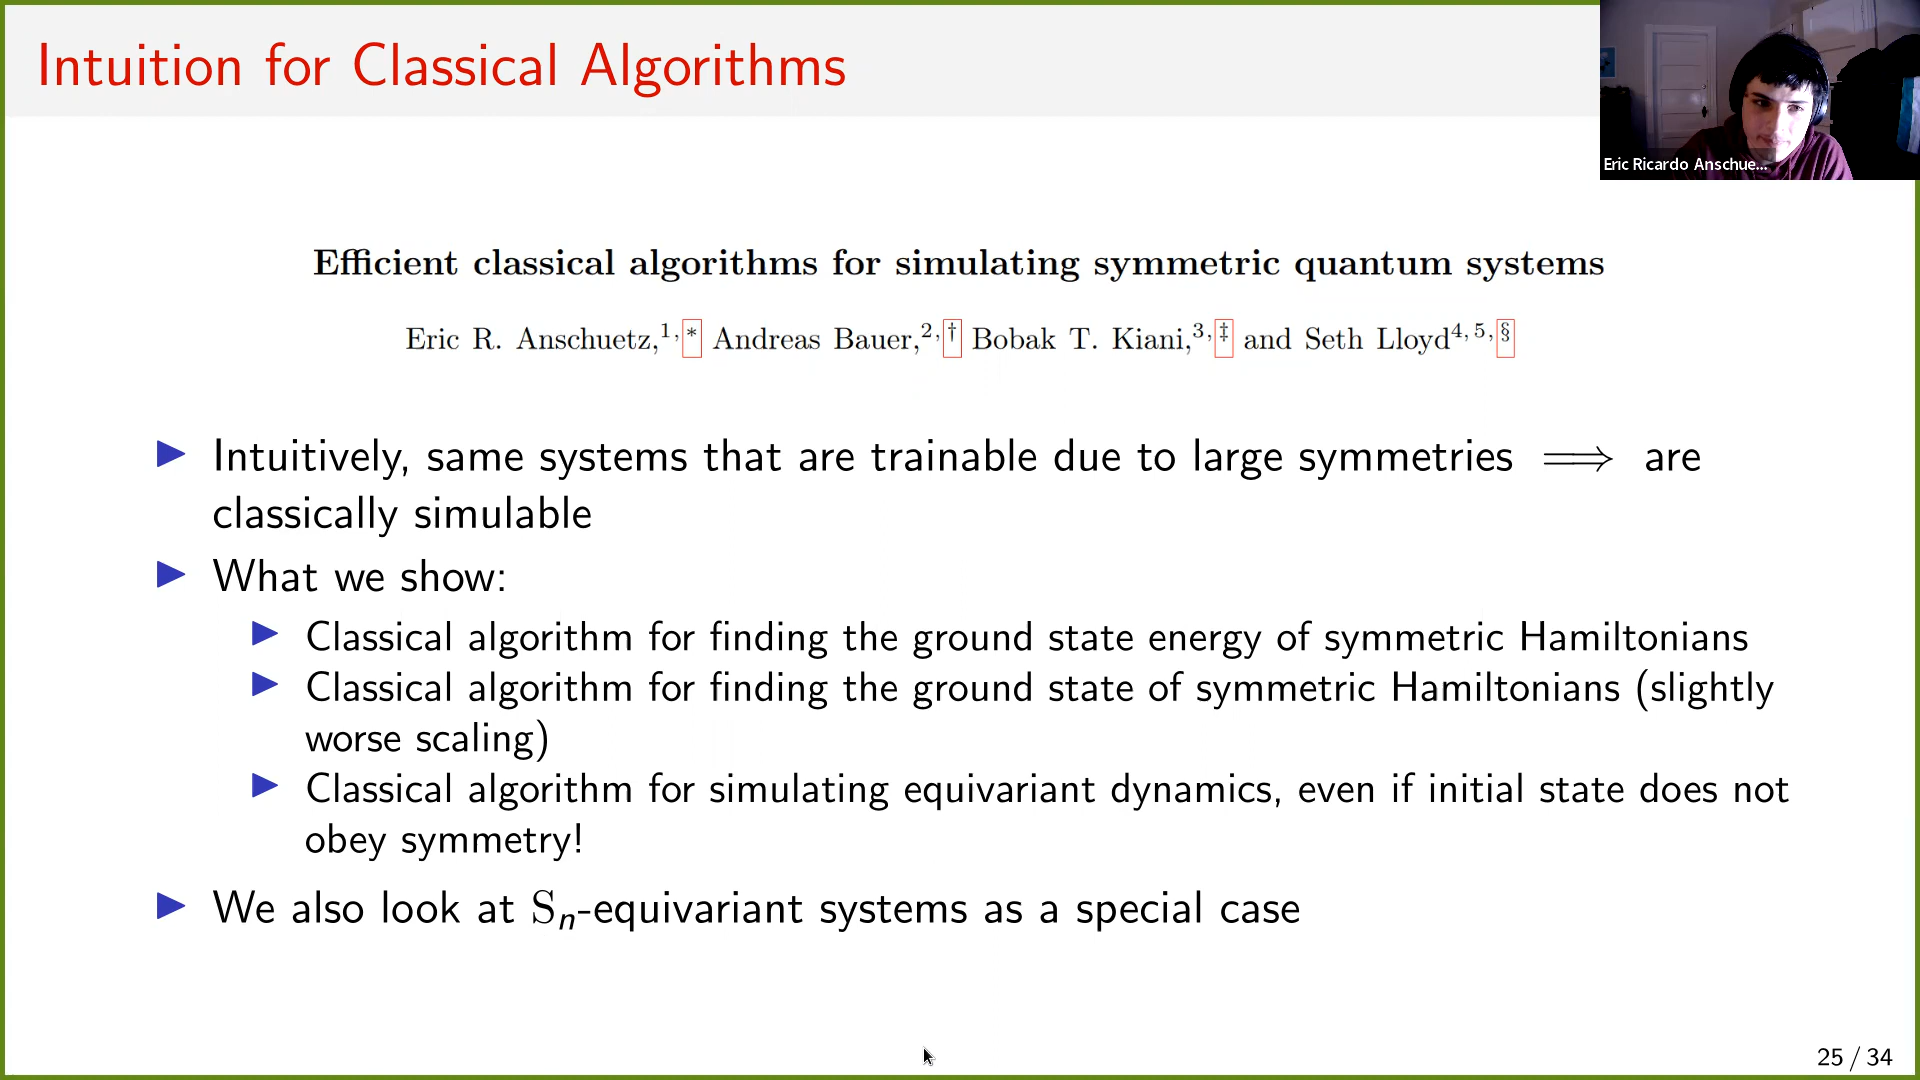 Intuition for Classical Algorithms
Eric Ricardo Anschue...
Efficient classical algorithms for simulating symmetric quantum systems
Eric R. Anschuetz,1,* Andreas Bauer,2,† Bobak T. Kiani,3,‡ and Seth Lloyd4,5,§
▶ Intuitively, same systems that are trainable due to large symmetries ⟹ are
classically simulable
▶ What we show:
▶ Classical algorithm for finding the ground state energy of symmetric Hamiltonians
▶ Classical algorithm for finding the ground state of symmetric Hamiltonians (slightly
worse scaling)
▶ Classical algorithm for simulating equivariant dynamics, even if initial state does not
obey symmetry!
▶ We also look at Sn-equivariant systems as a special case
25 / 34